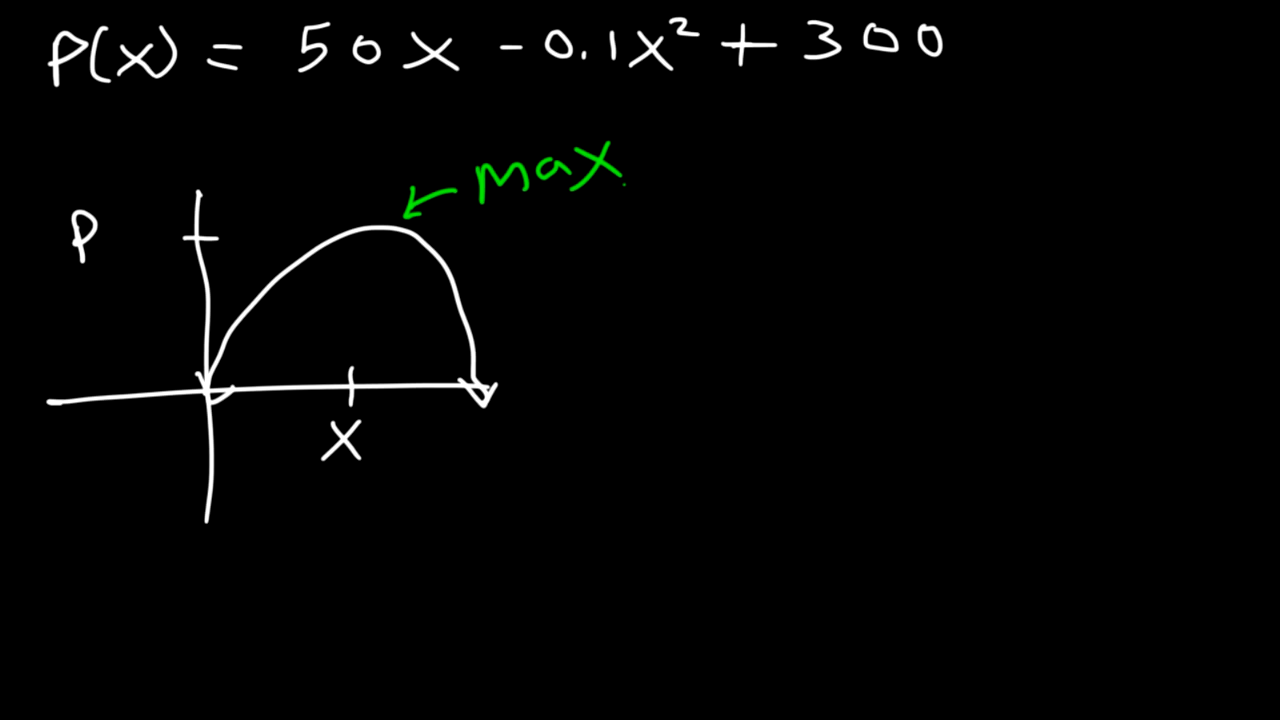 P(x) = 50x - 0.1x² + 300
max
P
x